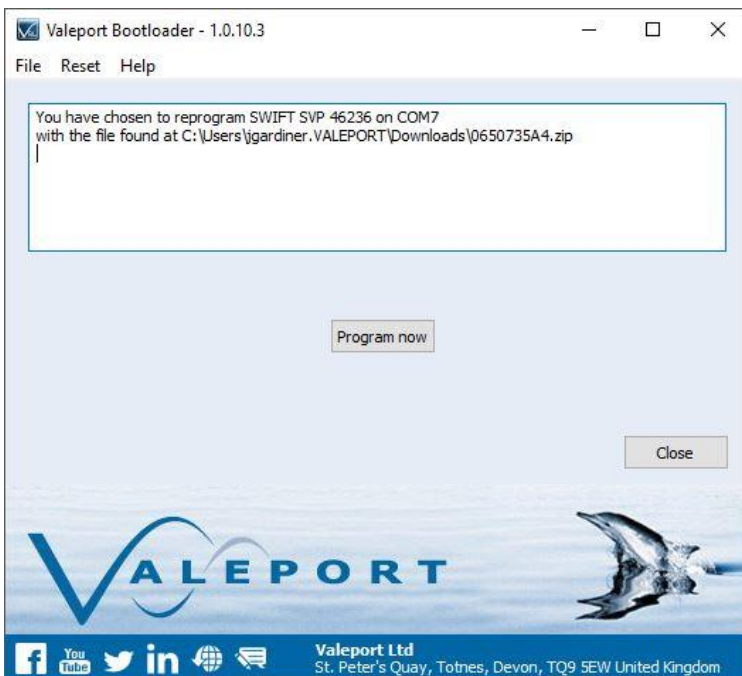 Valeport Bootloader - 1.0.10.3
File Reset Help
You have chosen to reprogram SWIFT SVP 46236 on COM7
with the file found at C:\Users\jgardiner.VALEPORT\Downloads\0650735A4.zip
Program now
Close
VALEPORT
You
Tube
in
Valeport Ltd
St. Peter's Quay, Totnes, Devon, TQ9 5EW United Kingdom